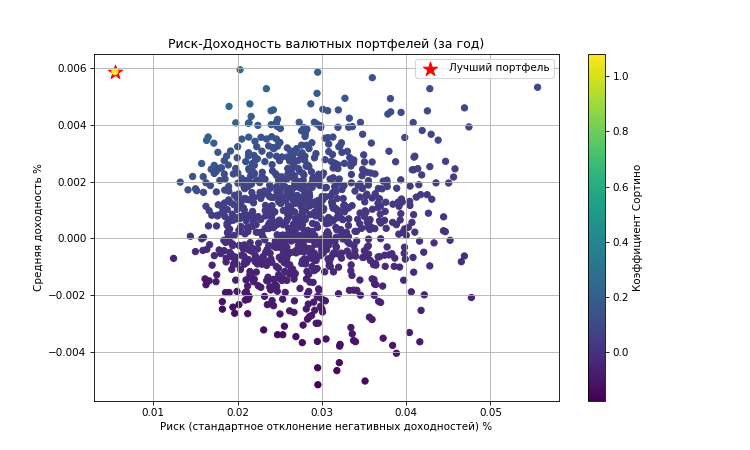 Риск-Доходность валютных портфелей (за год)
Лучший портфель
0.006
0.004
0.002
0.000
−0.002
−0.004
Средняя доходность %
0.01 0.02 0.03 0.04 0.05
Риск (стандартное отклонение негативных доходностей) %
1.0
0.8
0.6
0.4
0.2
0.0
Коэффициент Сортино